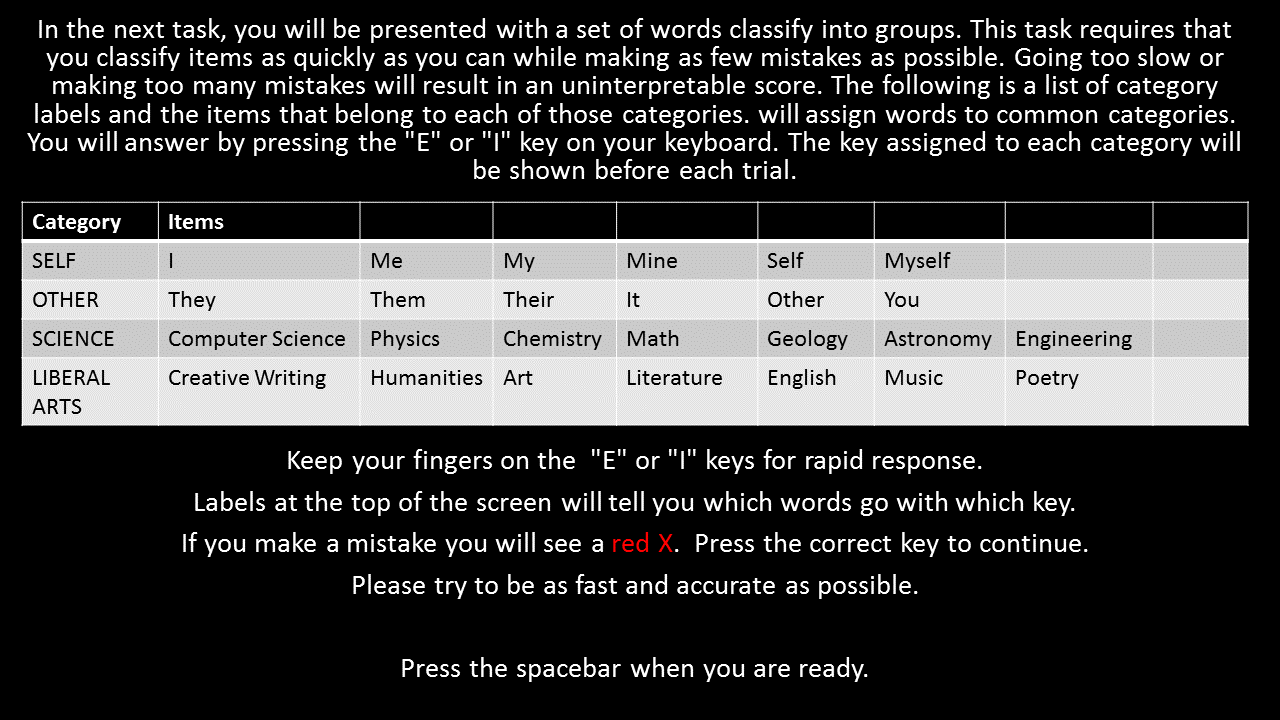 In the next task, you will be presented with a set of words classify into groups. This task requires that
you classify items as quickly as you can while making as few mistakes as possible. Going too slow or
making too many mistakes will result in an uninterpretable score. The following is a list of category
labels and the items that belong to each of those categories. will assign words to common categories.
You will answer by pressing the "E" or "I" key on your keyboard. The key assigned to each category will
be shown before each trial.
Category Items
SELF I Me My Mine Self Myself
OTHER They Them Their It Other You
SCIENCE Computer Science Physics Chemistry Math Geology Astronomy Engineering
LIBERAL Creative Writing Humanities Art Literature English Music Poetry
ARTS
Keep your fingers on the  "E" or "I" keys for rapid response.
Labels at the top of the screen will tell you which words go with which key.
If you make a mistake you will see a red X.  Press the correct key to continue.
Please try to be as fast and accurate as possible.
Press the spacebar when you are ready.